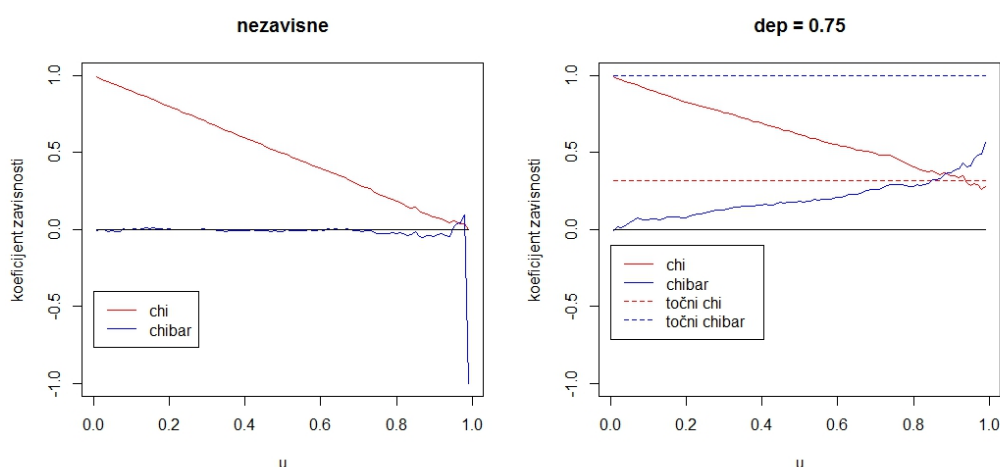 nezavisne
koeficijent zavisnosti
1.0
0.5
0.0
-0.5
-1.0
chi
chibar
0.0 0.2 0.4 0.6 0.8 1.0
u
dep = 0.75
koeficijent zavisnosti
1.0
0.5
0.0
-0.5
-1.0
chi
chibar
točni chi
točni chibar
0.0 0.2 0.4 0.6 0.8 1.0
u